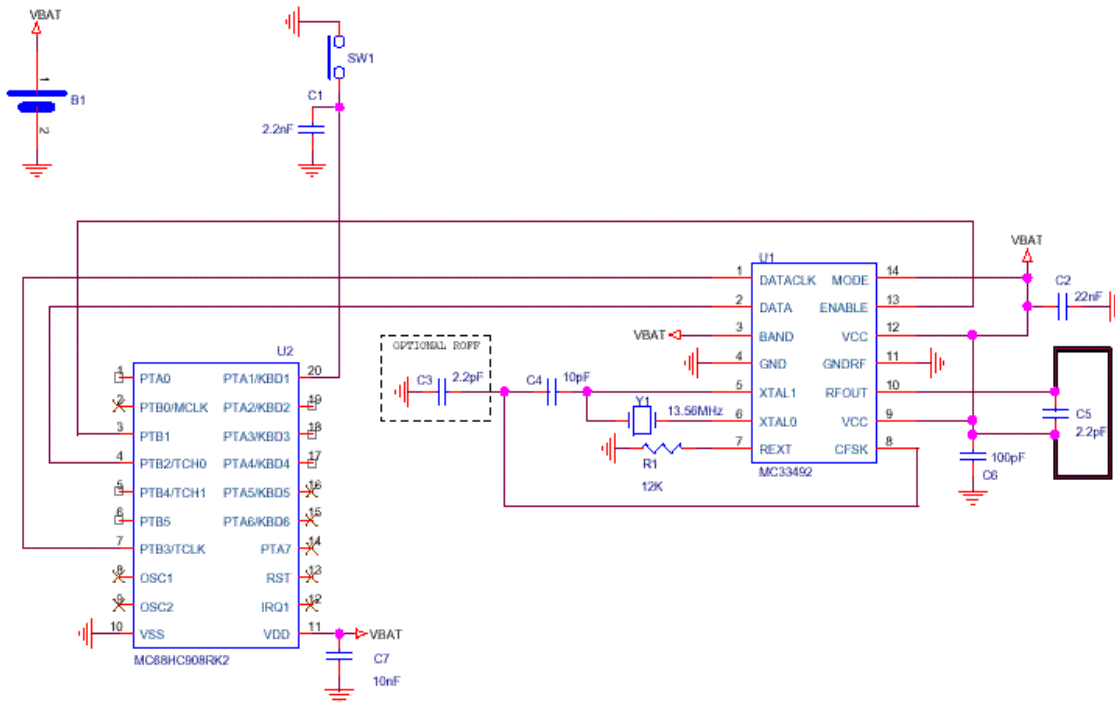 VBAT
1
B1
2
SW1
C1
2.2nF
VBAT
C2
22nF
U1
1 DATACLK MODE 14
2 DATA ENABLE 13
VBAT 3 BAND VCC 12
4 GND GNDRF 11
5 XTAL1 RFOUT 10
6 XTAL0 VCC 9
7 REXT CFSK 8
MC33492
OPTIONAL ROFF
C3 2.2pF
C4 10pF
Y1
13.56MHz
R1
12K
C5
2.2pF
100pF
C6
U2
1 PTA0 PTA1/KBD1 20
2 PTB0/MCLK PTA2/KBD2 19
3 PTB1 PTA3/KBD3 18
4 PTB2/TCH0 PTA4/KBD4 17
5 PTB4/TCH1 PTA5/KBD5 16
6 PTB5 PTA6/KBD6 15
7 PTB3/TCLK PTA7 14
8 OSC1 RST 13
9 OSC2 IRQ1 12
10 VSS VDD 11
VBAT
MC68HC908RK2
C7
10nF